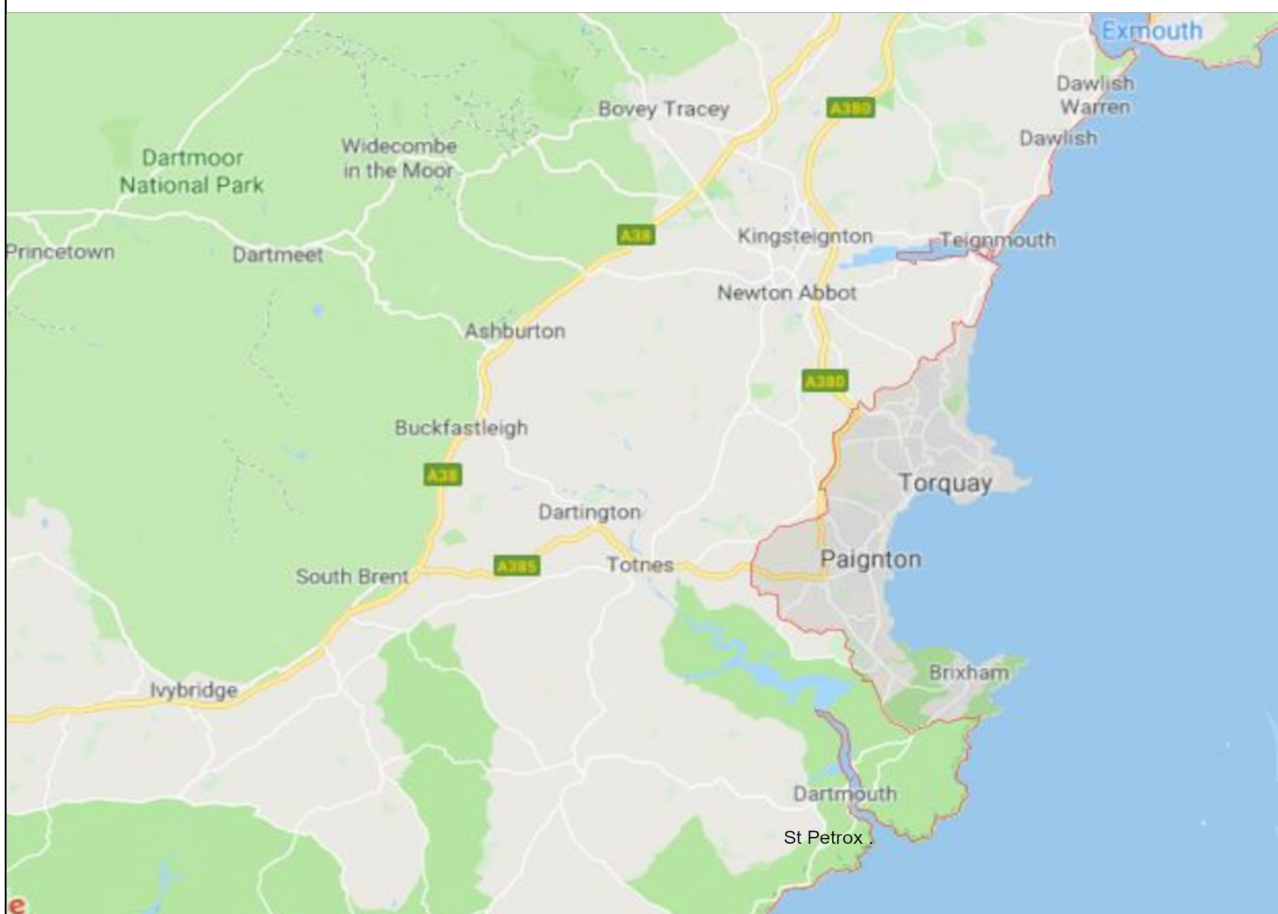 Exmouth
Dawlish
Warren
A380
Bovey Tracey
Dawlish
Widecombe
in the Moor
Dartmoor
National Park
A38
Kingsteignton
Teignmouth
Princetown
Dartmeet
Newton Abbot
Ashburton
A380
Buckfastleigh
A38
Torquay
Dartington
Paignton
A385
Totnes
South Brent
Brixham
Ivybridge
Dartmouth
St Petrox .
e